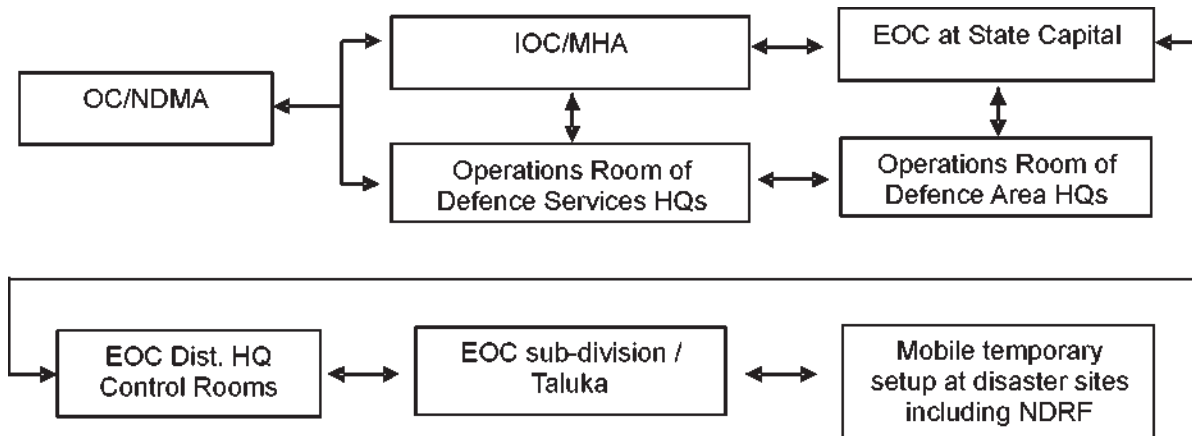 OC/NDMA
IOC/MHA
EOC at State Capital
Operations Room of
Defence Services HQs
Operations Room of
Defence Area HQs
EOC Dist. HQ
Control Rooms
EOC sub-division /
Taluka
Mobile temporary
setup at disaster sites
including NDRF